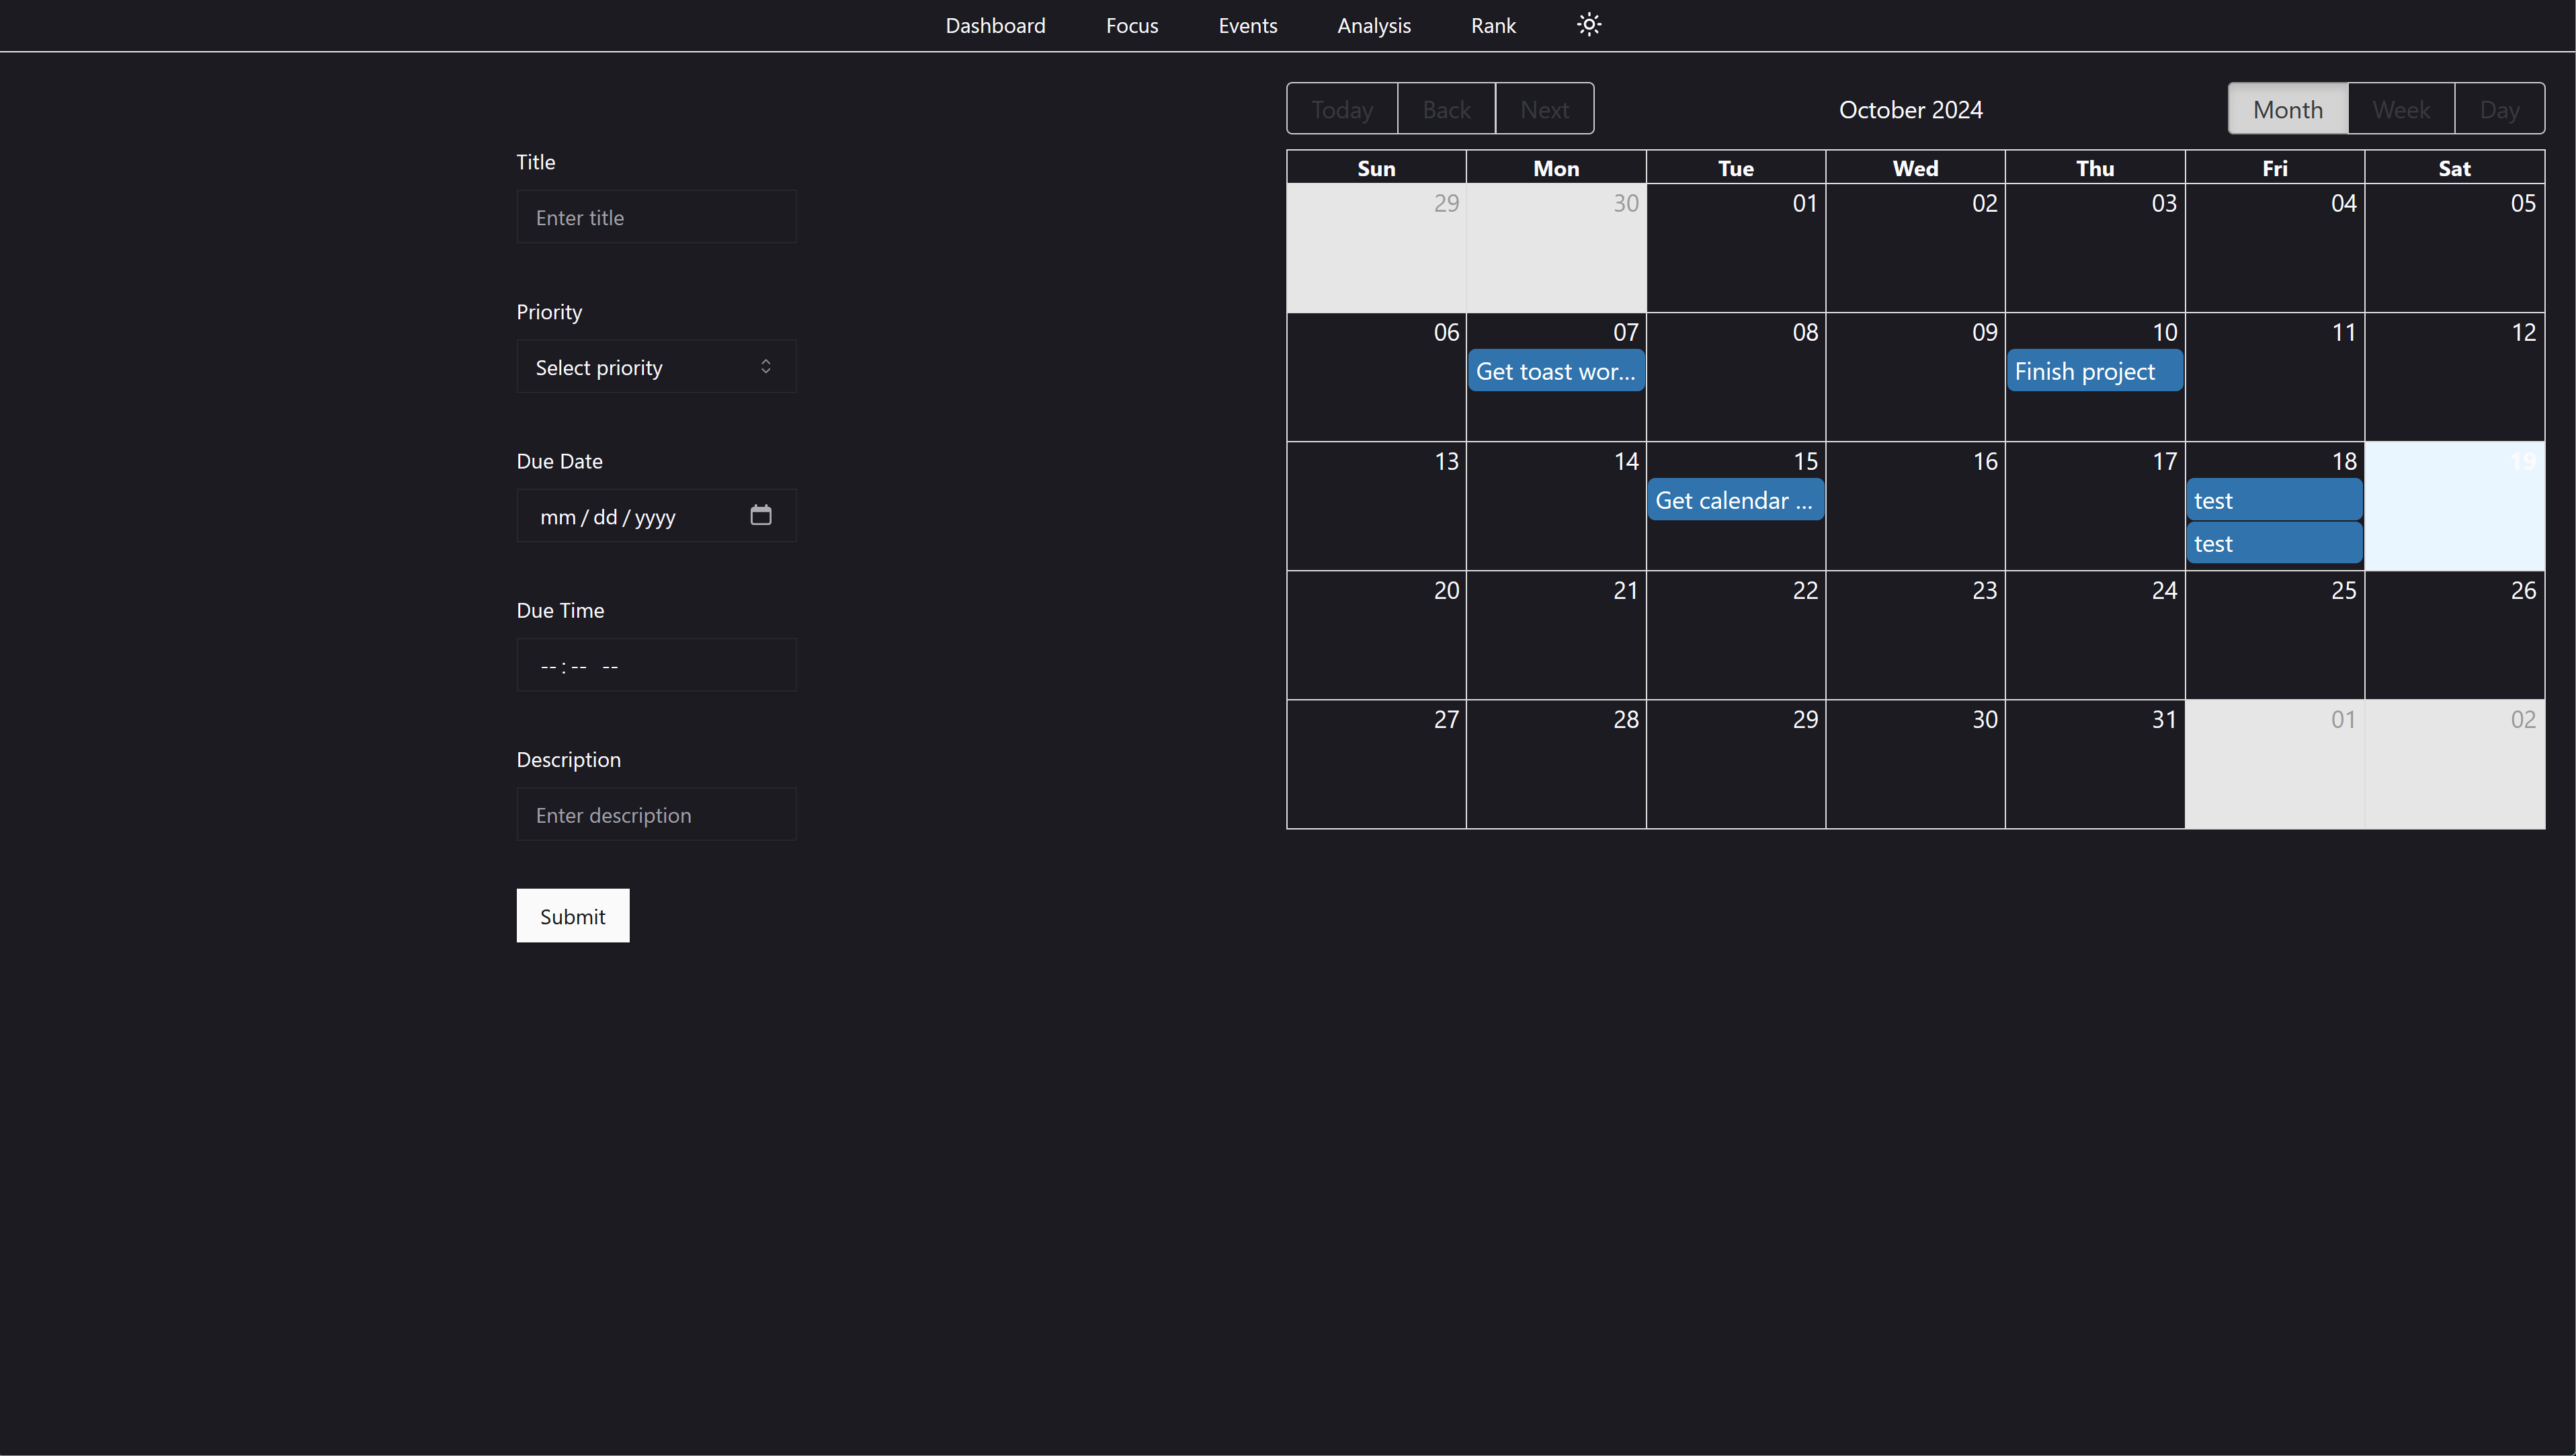 Dashboard Focus Events Analysis Rank
Title
Enter title
Priority
Select priority
Due Date
mm / dd / yyyy
Due Time
-- : -- --
Description
Enter description
Submit
Today Back Next October 2024 Month Week Day
Sun Mon Tue Wed Thu Fri Sat
29 30 01 02 03 04 05
06 07 08 09 10 11 12
Get toast wor... Finish project
13 14 15 16 17 18 19
Get calendar ... test
test
20 21 22 23 24 25 26
27 28 29 30 31 01 02